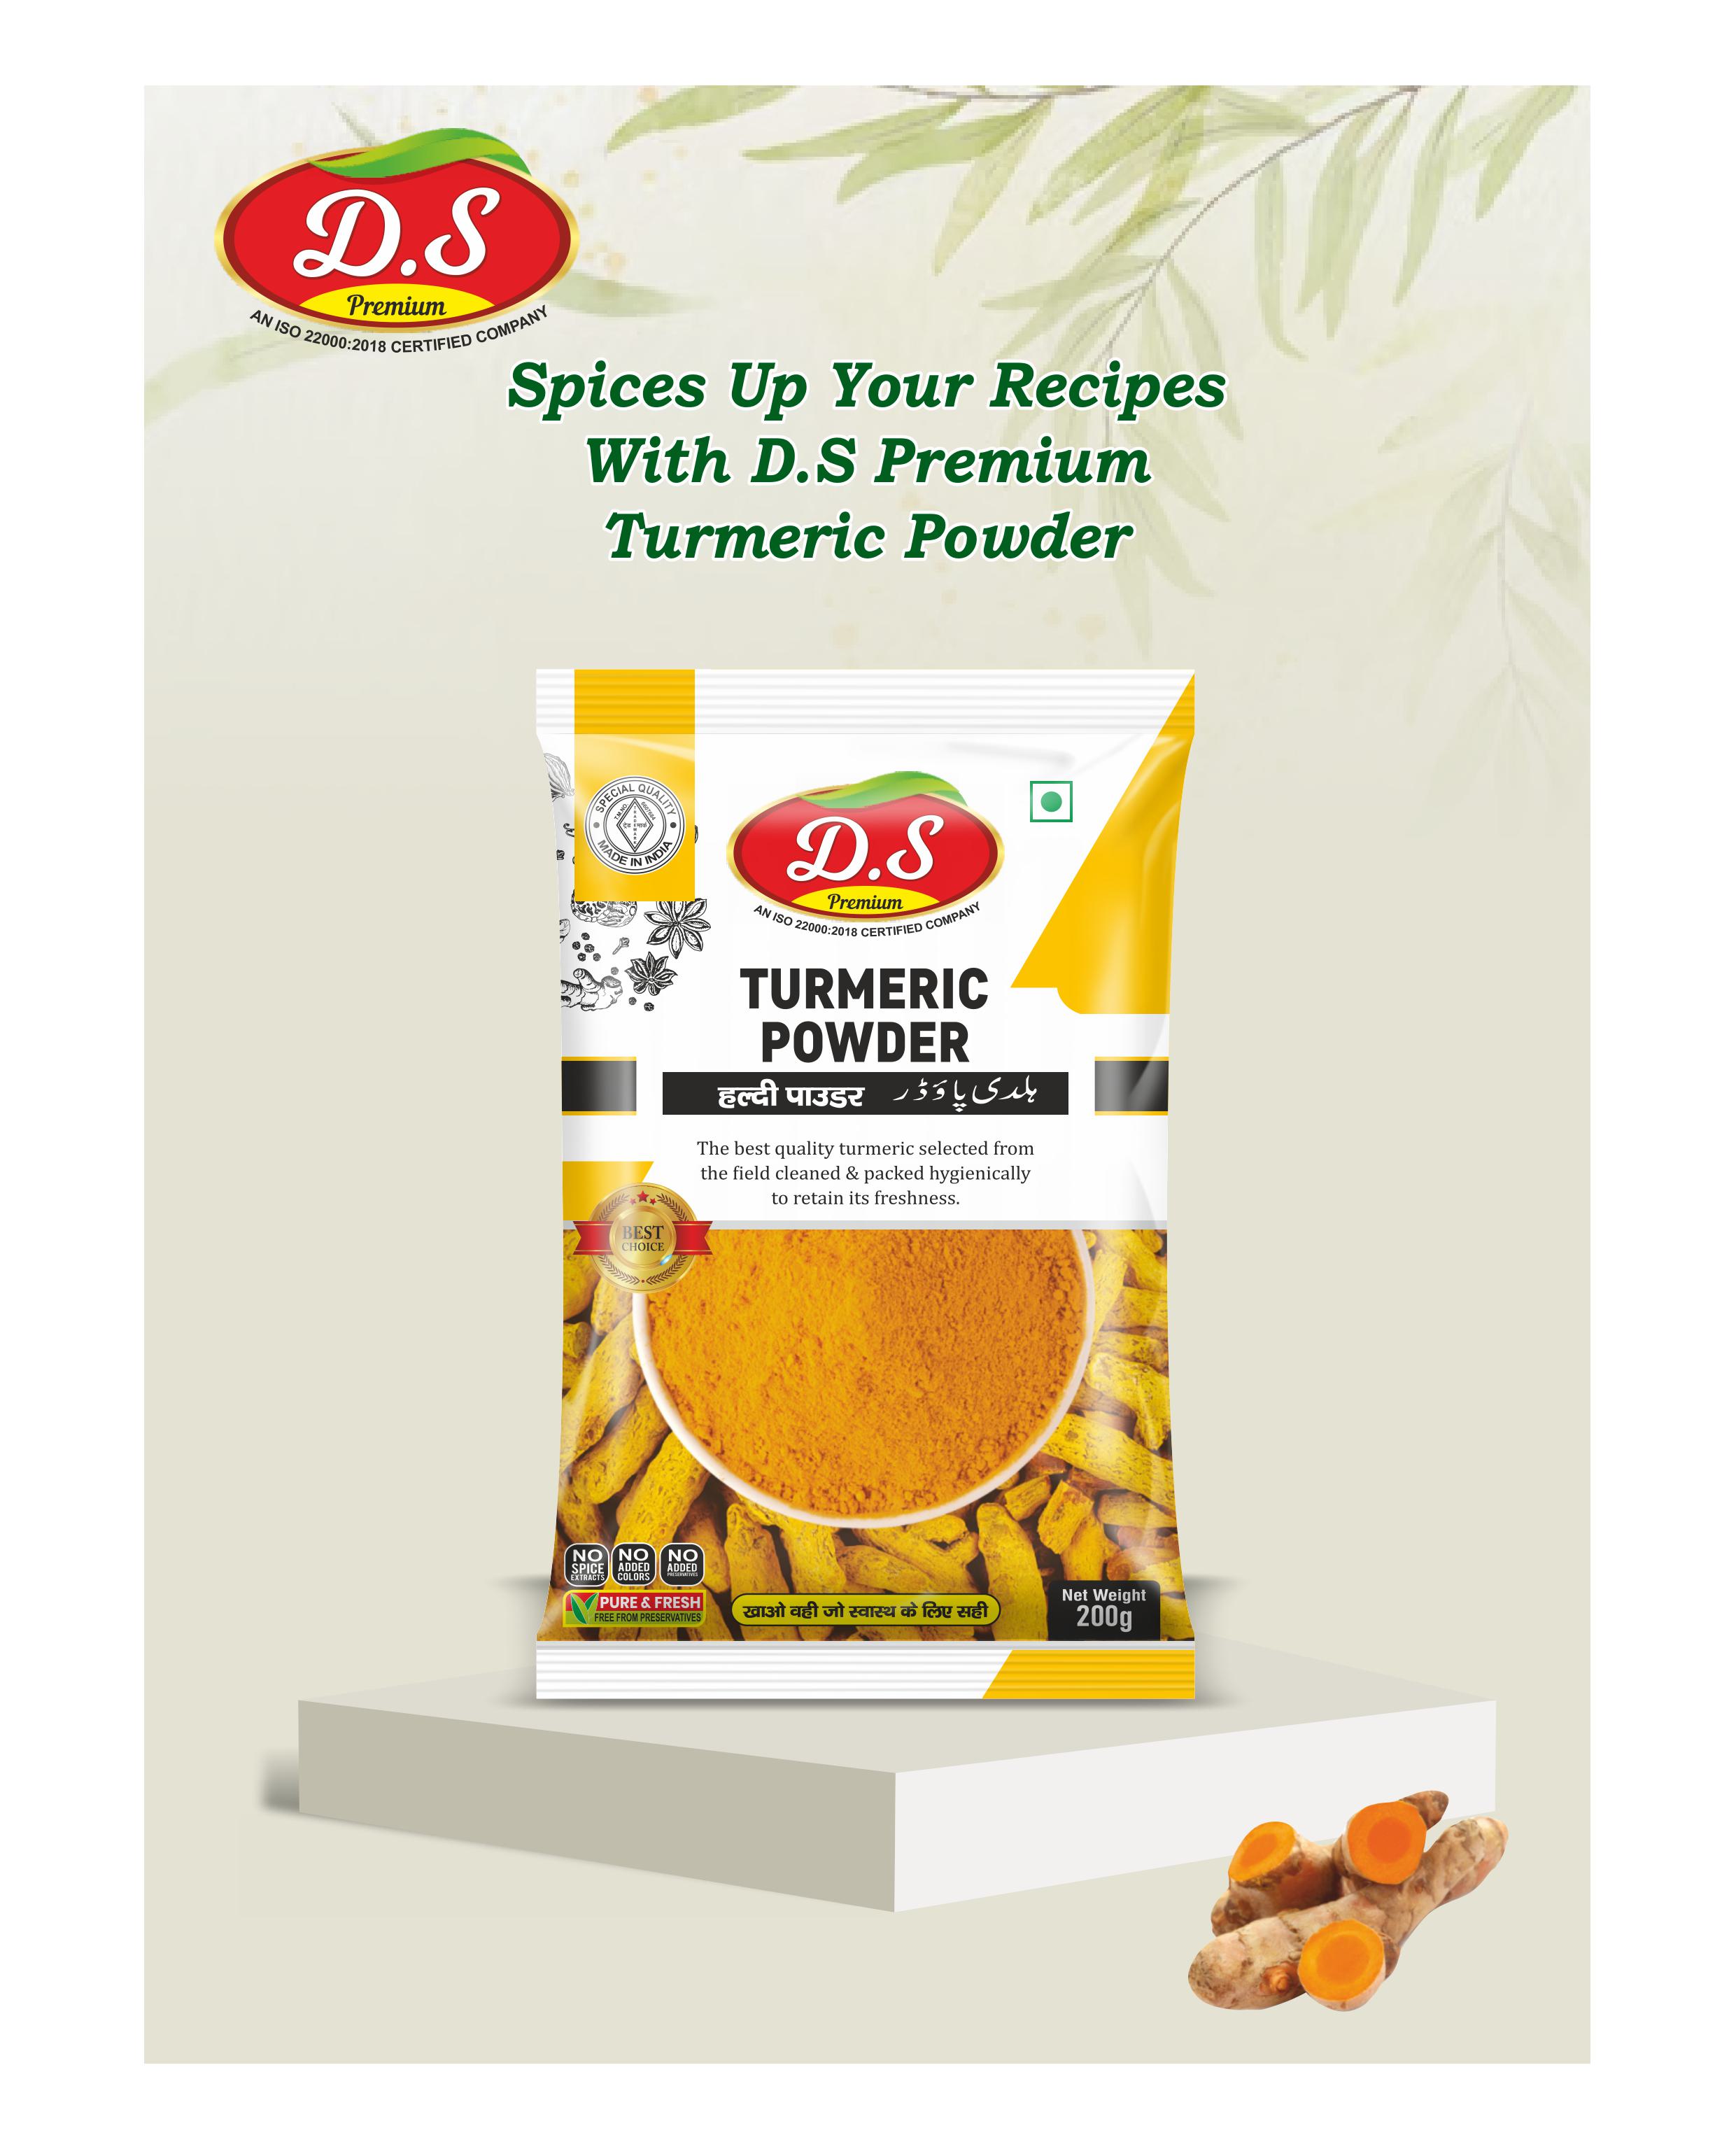 D.S
Premium
AN ISO 22000:2018 CERTIFIED COMPANY
Spices Up Your Recipes
With D.S Premium
Turmeric Powder
SPECIAL QUALITY
MADE IN INDIA
D.S
Premium
AN ISO 22000:2018 CERTIFIED COMPANY
TURMERIC
POWDER
हल्दी पाउडर ہلدی پاؤڈر
The best quality turmeric selected from
the field cleaned & packed hygienically
to retain its freshness.
BEST
CHOICE
NO
SPICE
EXTRACTS
NO
ADDED
COLORS
NO
ADDED
PRESERVATIVES
PURE & FRESH
FREE FROM PRESERVATIVES
खाओ वही जो स्वास्थ के लिए सही
Net Weight
200g